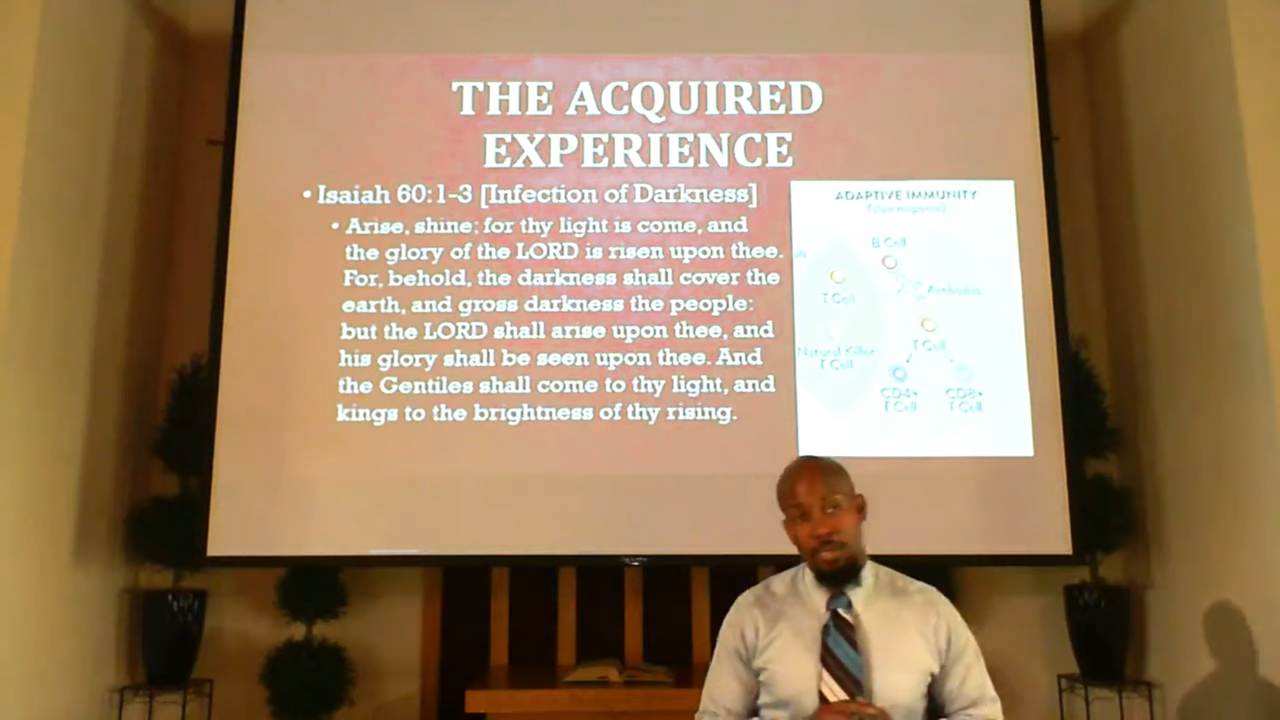 THE ACQUIRED
EXPERIENCE
• Isaiah 60:1-3 [Infection of Darkness]
• Arise, shine; for thy light is come, and
the glory of the LORD is risen upon thee.
For, behold, the darkness shall cover the
earth, and gross darkness the people:
but the LORD shall arise upon thee, and
his glory shall be seen upon thee. And
the Gentiles shall come to thy light, and
kings to the brightness of thy rising.
ADAPTIVE IMMUNITY
B Cell
T Cell
Antibodies
T Cell
Natural Killer
T Cell
CD4+
T Cell
CD8+
T Cell